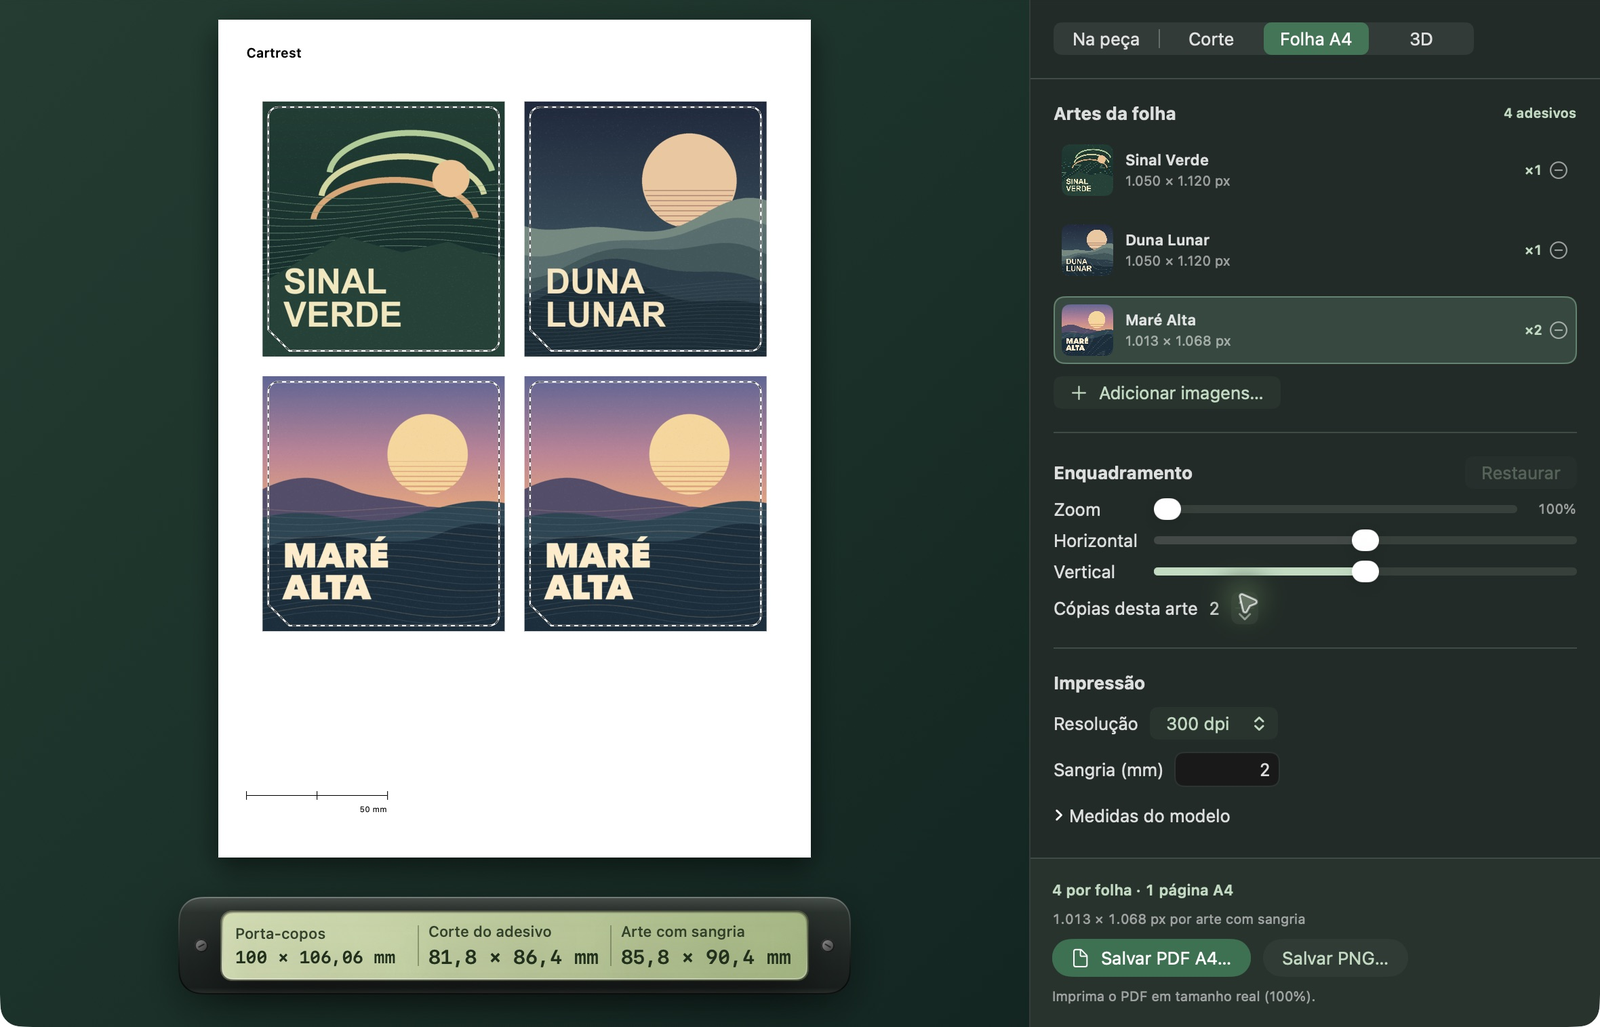 Cartrest
SINAL
VERDE
DUNA
LUNAR
MARÉ
ALTA
MARÉ
ALTA
50 mm
Porta-copos
100 × 106,06 mm
Corte do adesivo
81,8 × 86,4 mm
Arte com sangria
85,8 × 90,4 mm
Na peça
Corte
Folha A4
3D
Artes da folha
4 adesivos
SINAL
VERDE
Sinal Verde
1.050 × 1.120 px
×1
DUNA
LUNAR
Duna Lunar
1.050 × 1.120 px
×1
MARÉ
ALTA
Maré Alta
1.013 × 1.068 px
×2
+ Adicionar imagens...
Enquadramento
Restaurar
Zoom
100%
Horizontal
Vertical
Cópias desta arte 2
Impressão
Resolução 300 dpi
Sangria (mm) 2
Medidas do modelo
4 por folha · 1 página A4
1.013 × 1.068 px por arte com sangria
Salvar PDF A4...
Salvar PNG...
Imprima o PDF em tamanho real (100%).